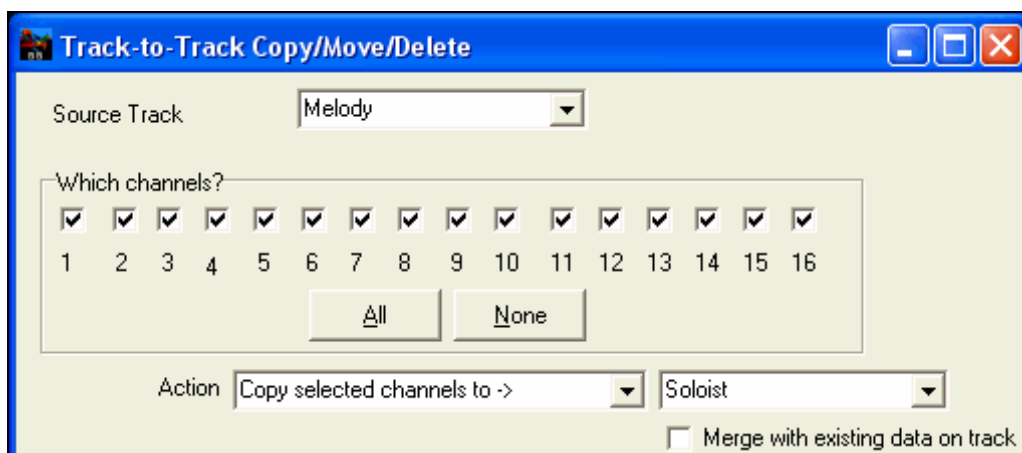 Track-to-Track Copy/Move/Delete
Source Track Melody
Which channels?
1 2 3 4 5 6 7 8 9 10 11 12 13 14 15 16
All None
Action Copy selected channels to -> Soloist
Merge with existing data on track